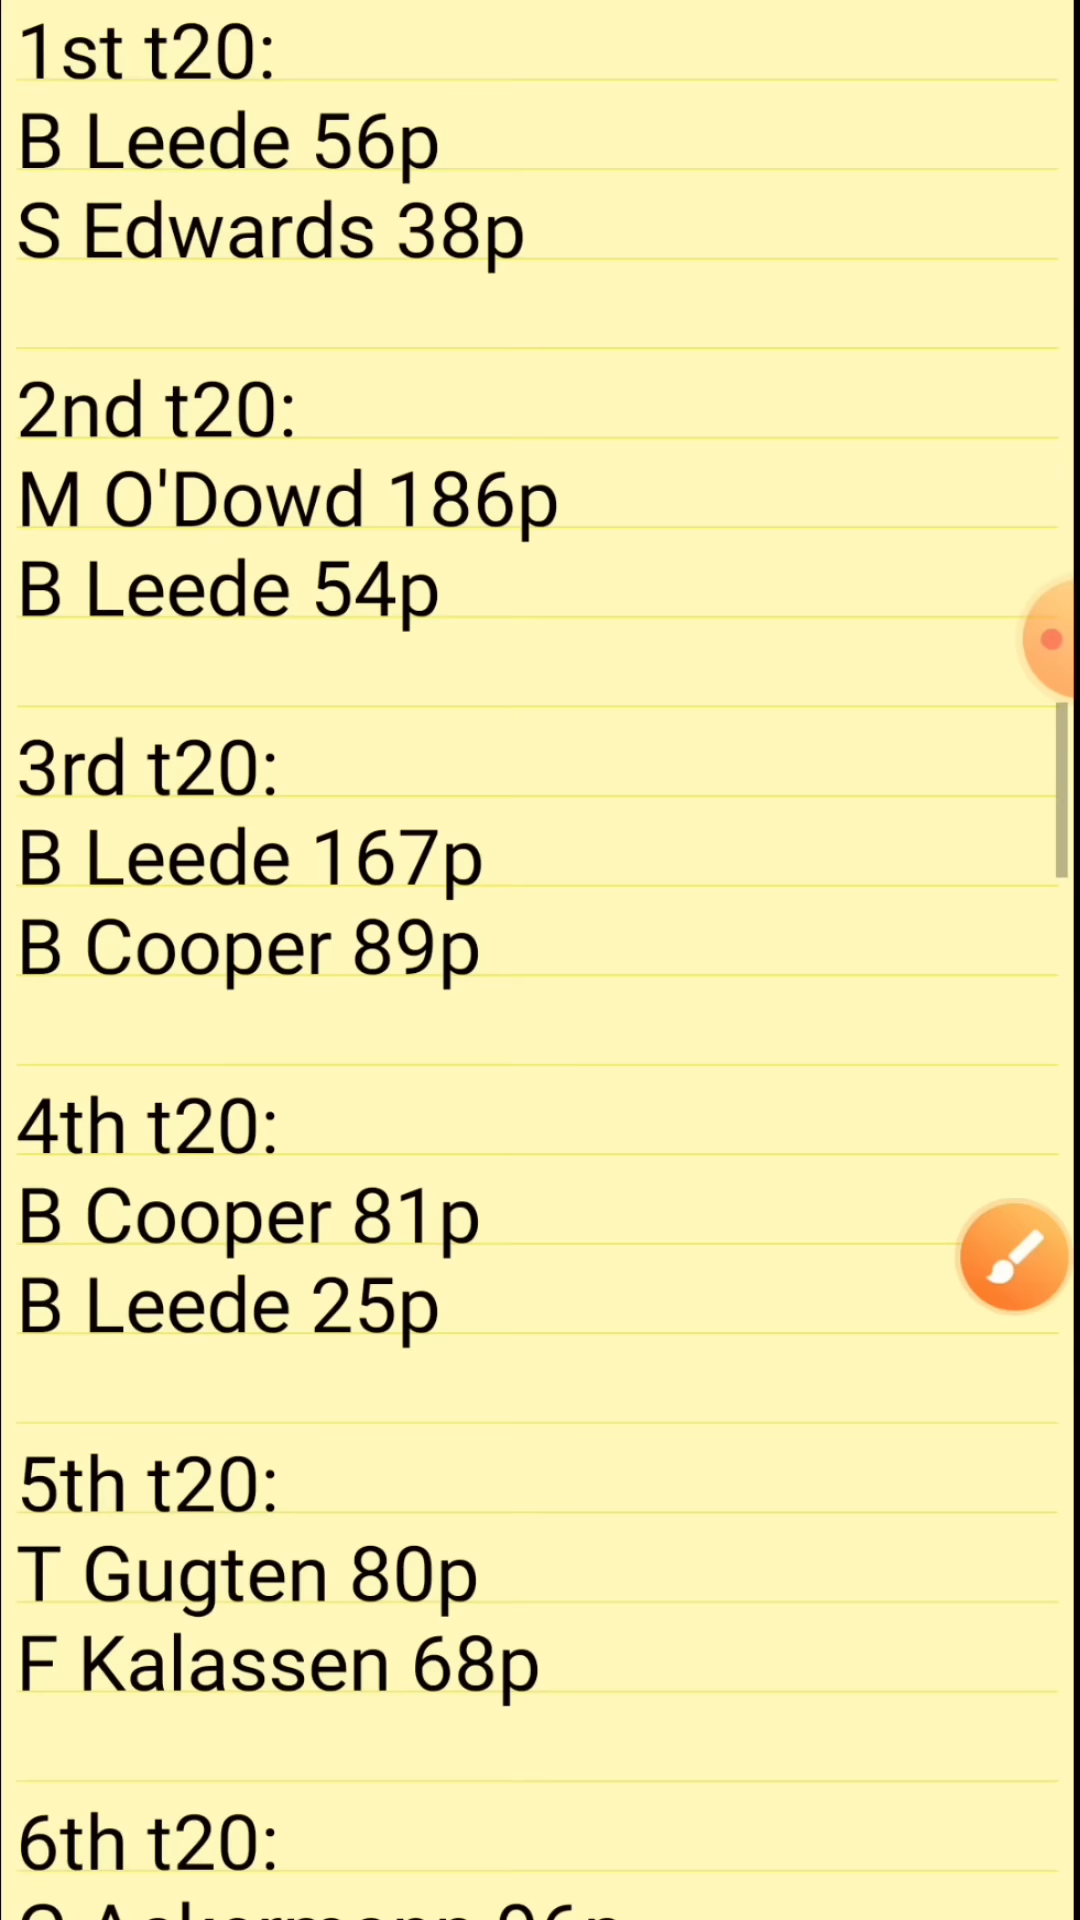 1st t20:
B Leede 56p
S Edwards 38p
2nd t20:
M O'Dowd 186p
B Leede 54p
3rd t20:
B Leede 167p
B Cooper 89p
4th t20:
B Cooper 81p
B Leede 25p
5th t20:
T Gugten 80p
F Kalassen 68p
6th t20: